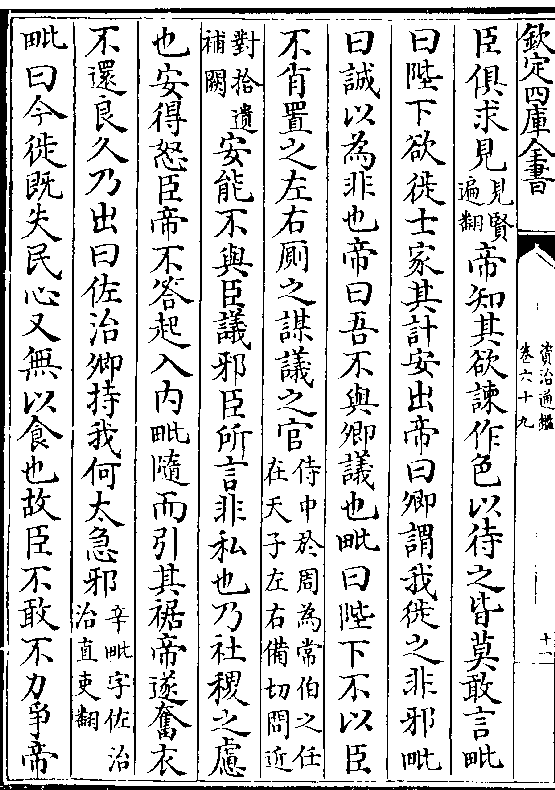 欽定四庫全書
資治通鑑
卷六十九
十一
臣俱求見見賢遍翻帝知其欲諫作色以待之皆莫敢言毗
曰陛下欲徙士家其計安出帝曰卿謂我徙之非邪毗
曰誠以為非也帝曰吾不與卿議也毗曰陛下不以臣
不肖置之左右厠之謀議之官侍中於周為常伯之任在天子左右備切問近
對拾遺補闕安能不與臣議邪臣所言非私也乃社稷之慮
也安得怒臣帝不答起入内毗隨而引其裾帝遂奮衣
不還良久乃出曰佐治卿持我何太急邪辛毗字佐治治直吏翻
毗曰今徙既失民心又無以食也故臣不敢不力爭帝